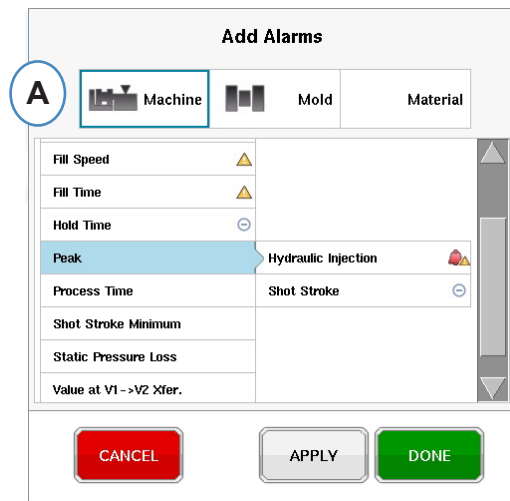 Add Alarms
A
Machine Mold Material
Fill Speed
Fill Time
Hold Time
Peak Hydraulic Injection
Process Time Shot Stroke
Shot Stroke Minimum
Static Pressure Loss
Value at V1->V2 Xfer.
CANCEL APPLY DONE